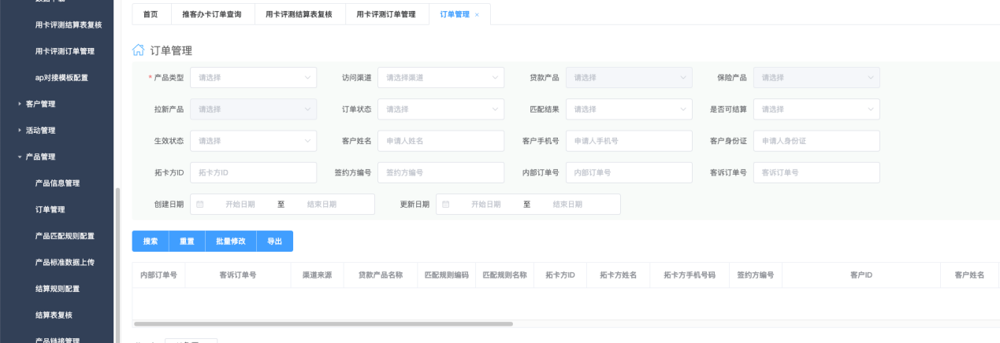 用卡评测结算表复核
用卡评测订单管理
ap对接模板配置
客户管理
活动管理
产品管理
产品信息管理
订单管理
产品匹配规则配置
产品标准数据上传
结算规则配置
结算表复核
产品链接管理
首页 推客办卡订单查询 用卡评测结算表复核 用卡评测订单管理 订单管理 ×
订单管理
* 产品类型 请选择 访问渠道 请选择渠道 贷款产品 请选择 保险产品 请选择
拉新产品 请选择 订单状态 请选择 匹配结果 请选择 是否可结算 请选择
生效状态 请选择 客户姓名 申请人姓名 客户手机号 申请人手机号 客户身份证 申请人身份证
拓卡方ID 拓卡方ID 签约方编号 签约方编号 内部订单号 内部订单号 客诉订单号 客诉订单号
创建日期 开始日期 至 结束日期 更新日期 开始日期 至 结束日期
搜索 重置 批量修改 导出
内部订单号 客诉订单号 渠道来源 贷款产品名称 匹配规则编码 匹配规则名称 拓卡方ID 拓卡方姓名 拓卡方手机号码 签约方编号 客户ID 客户姓名